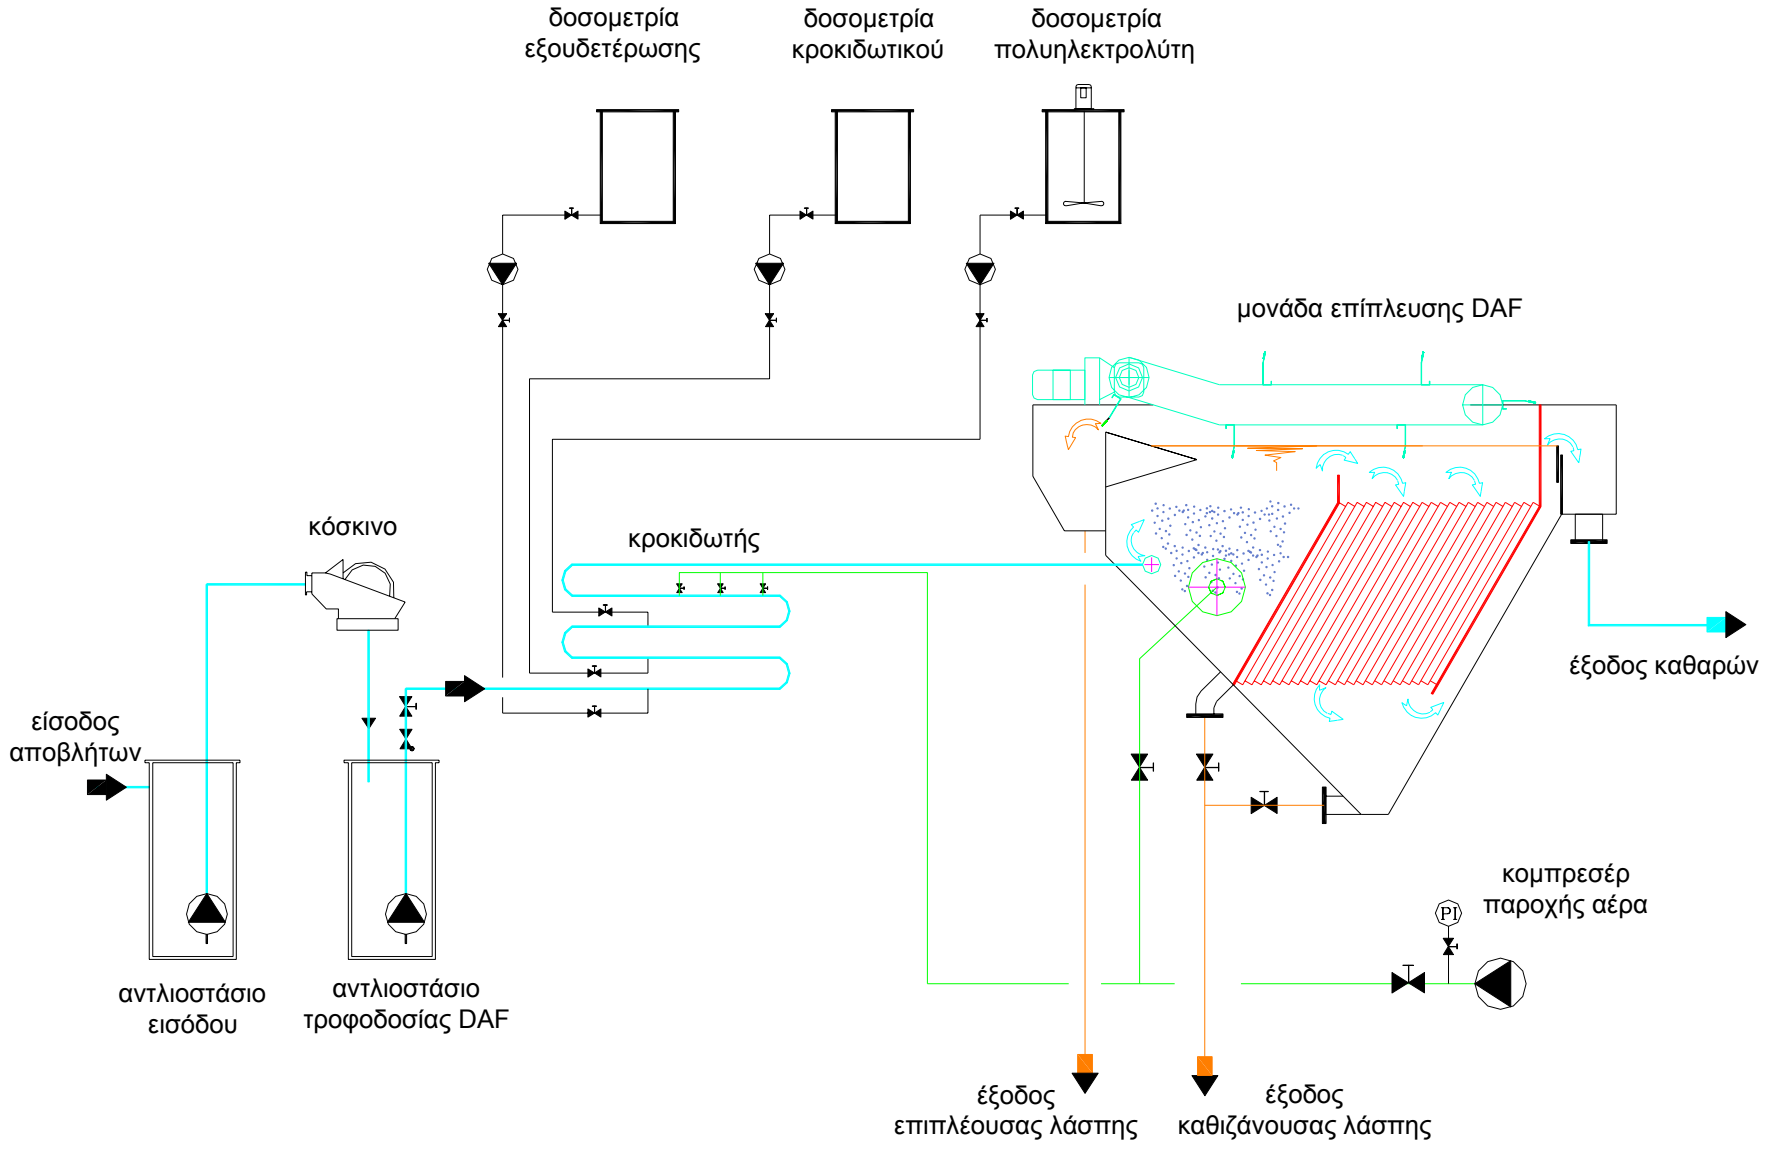 δοσομετρία
εξουδετέρωσης
δοσομετρία
κροκιδωτικού
δοσομετρία
πολυηλεκτρολύτη
μονάδα επίπλευσης DAF
κόσκινο
κροκιδωτής
έξοδος καθαρών
είσοδος
αποβλήτων
κομπρεσέρ
παροχής αέρα
PI
αντλιοστάσιο
εισόδου
αντλιοστάσιο
τροφοδοσίας DAF
έξοδος
επιπλέουσας λάσπης
έξοδος
καθιζάνουσας λάσπης